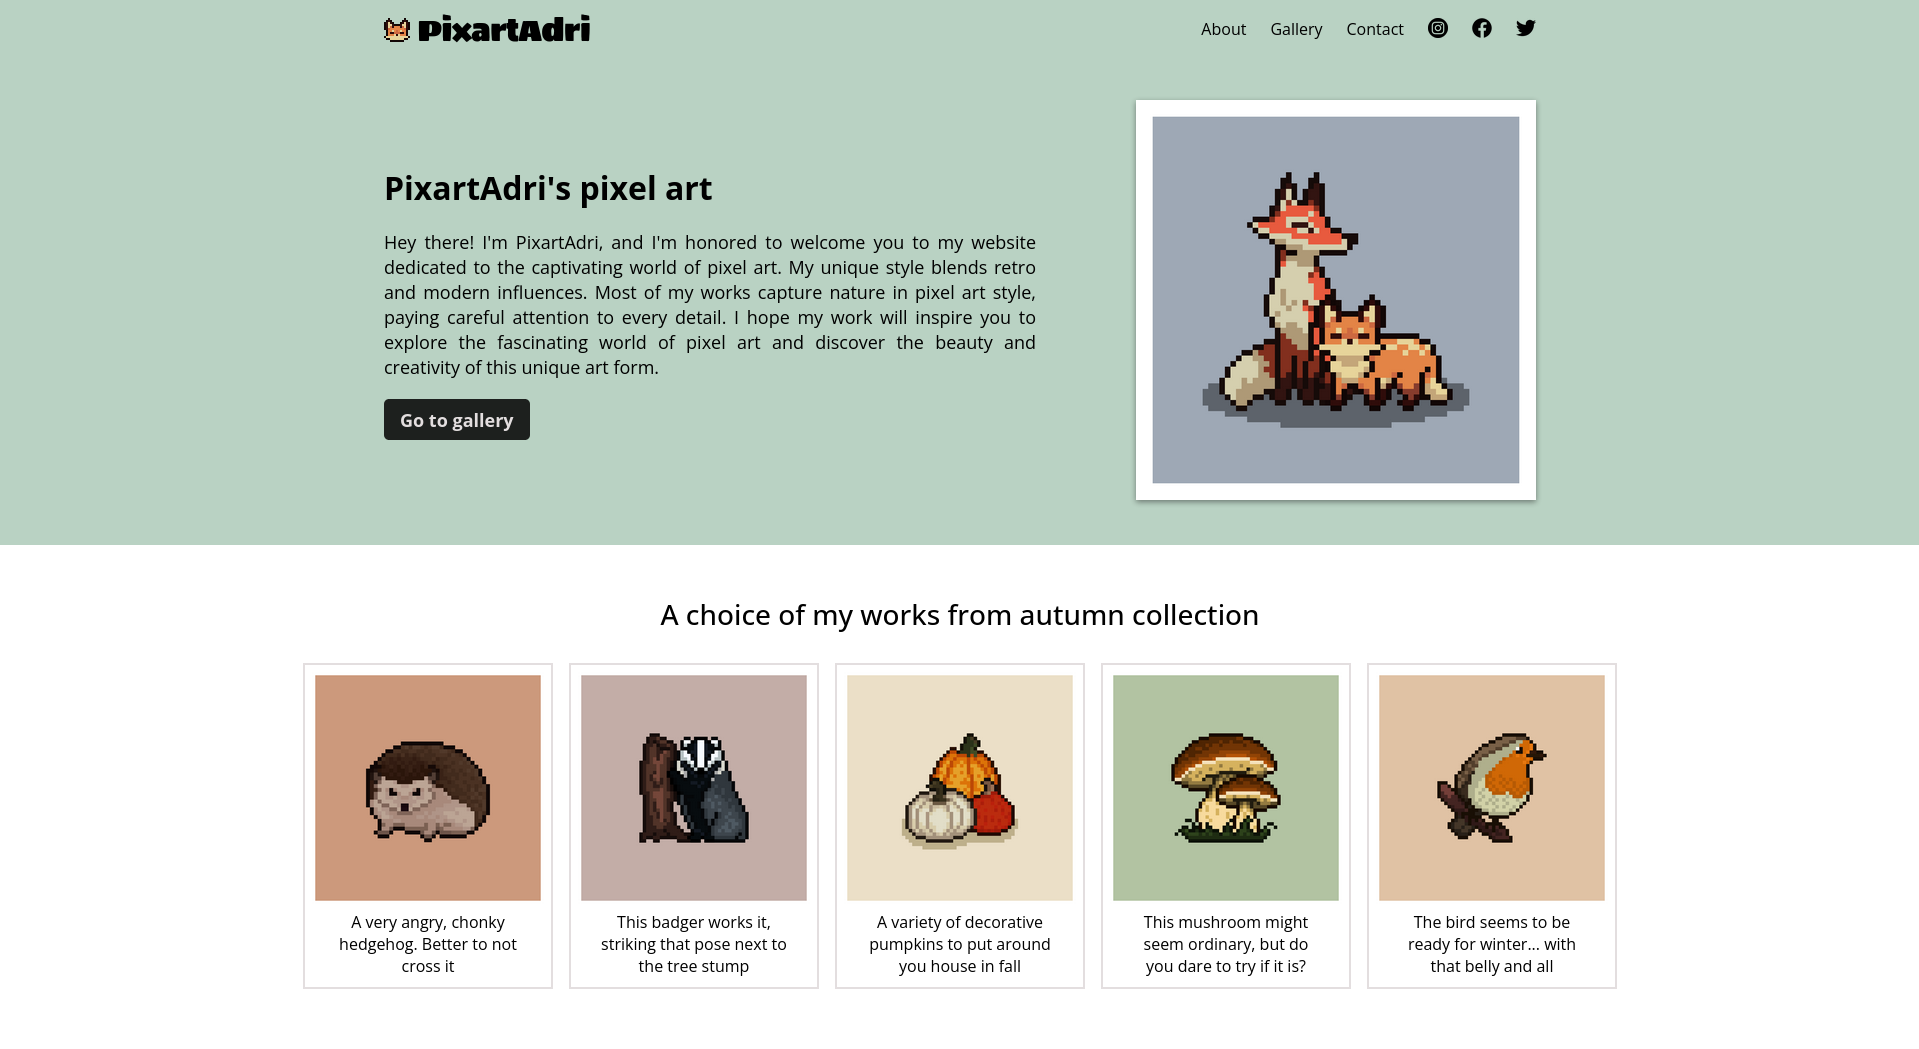 PixartAdri
About
Gallery
Contact
PixartAdri's pixel art
Hey there! I'm PixartAdri, and I'm honored to welcome you to my website
dedicated to the captivating world of pixel art. My unique style blends retro
and modern influences. Most of my works capture nature in pixel art style,
paying careful attention to every detail. I hope my work will inspire you to
explore the fascinating world of pixel art and discover the beauty and
creativity of this unique art form.
Go to gallery
A choice of my works from autumn collection
A very angry, chonky
hedgehog. Better to not
cross it
This badger works it,
striking that pose next to
the tree stump
A variety of decorative
pumpkins to put around
you house in fall
This mushroom might
seem ordinary, but do
you dare to try if it is?
The bird seems to be
ready for winter... with
that belly and all